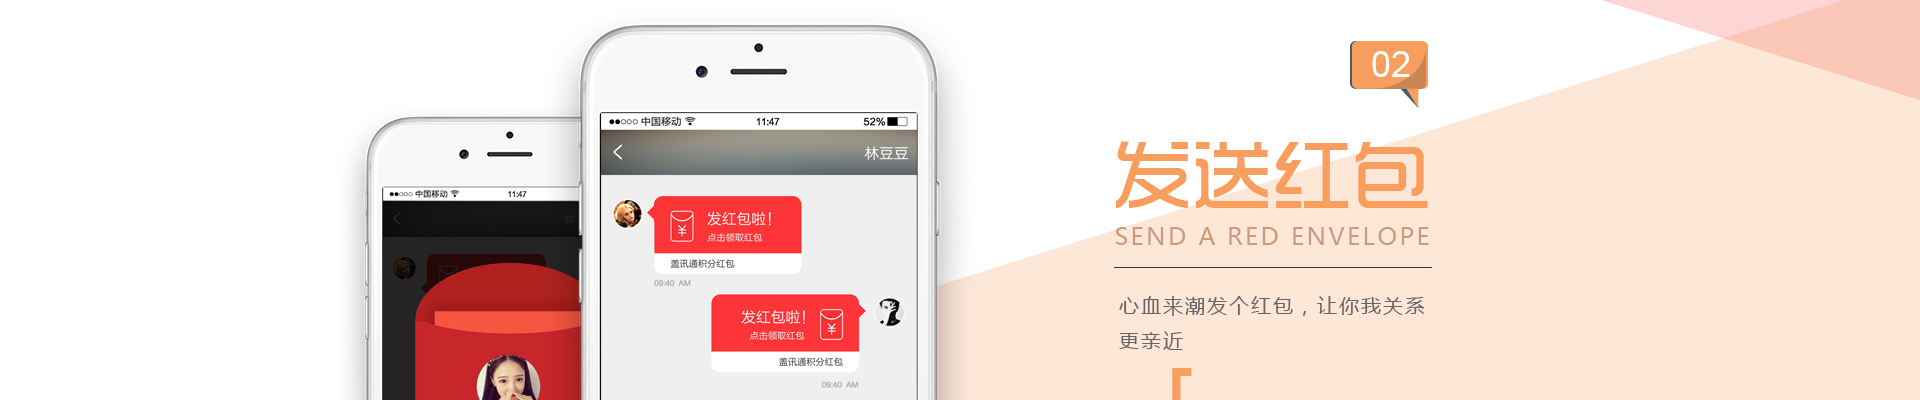 中国移动
11:47
中国移动
11:47
52%
林豆豆
发红包啦！
点击领取红包
盖讯通积分红包
09:40 AM
发红包啦！
点击领取红包
盖讯通积分红包
09:40 AM
02
发送红包
SEND A RED ENVELOPE
心血来潮发个红包，让你我关系
更亲近